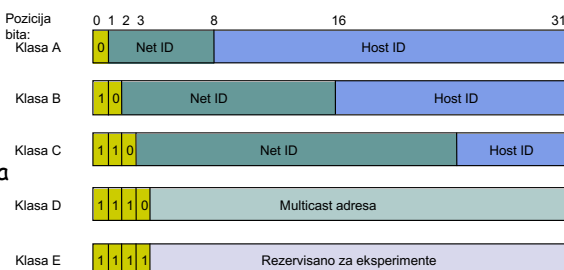 Pozicija bita: 0 1 2 3 8 16 31
Klasa A 0 Net ID Host ID
Klasa B 1 0 Net ID Host ID
Klasa C 1 1 0 Net ID Host ID
a
Klasa D 1 1 1 0 Multicast adresa
Klasa E 1 1 1 1 Rezervisano za eksperimente